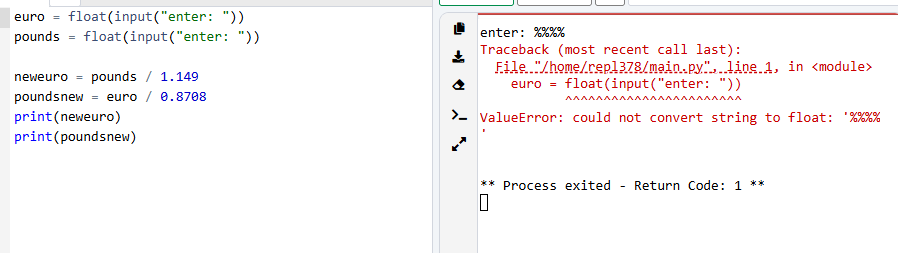 euro = float(input("enter: "))
pounds = float(input("enter: "))
neweuro = pounds / 1.149
poundsnew = euro / 0.8708
print(neweuro)
print(poundsnew)
enter: %%%%
Traceback (most recent call last):
  File "/home/repl378/main.py", line 1, in <module>
    euro = float(input("enter: "))
           ^^^^^^^^^^^^^^^^^^^^^^^
ValueError: could not convert string to float: '%%%%
'
** Process exited - Return Code: 1 **